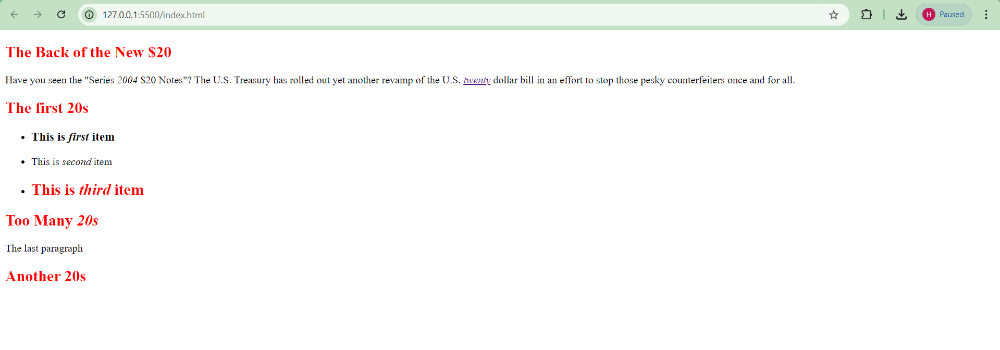 127.0.0.1:5500/index.html
H Paused
The Back of the New $20
Have you seen the "Series 2004 $20 Notes"? The U.S. Treasury has rolled out yet another revamp of the U.S. twenty dollar bill in an effort to stop those pesky counterfeiters once and for all.
The first 20s
• This is first item
• This is second item
• This is third item
Too Many 20s
The last paragraph
Another 20s